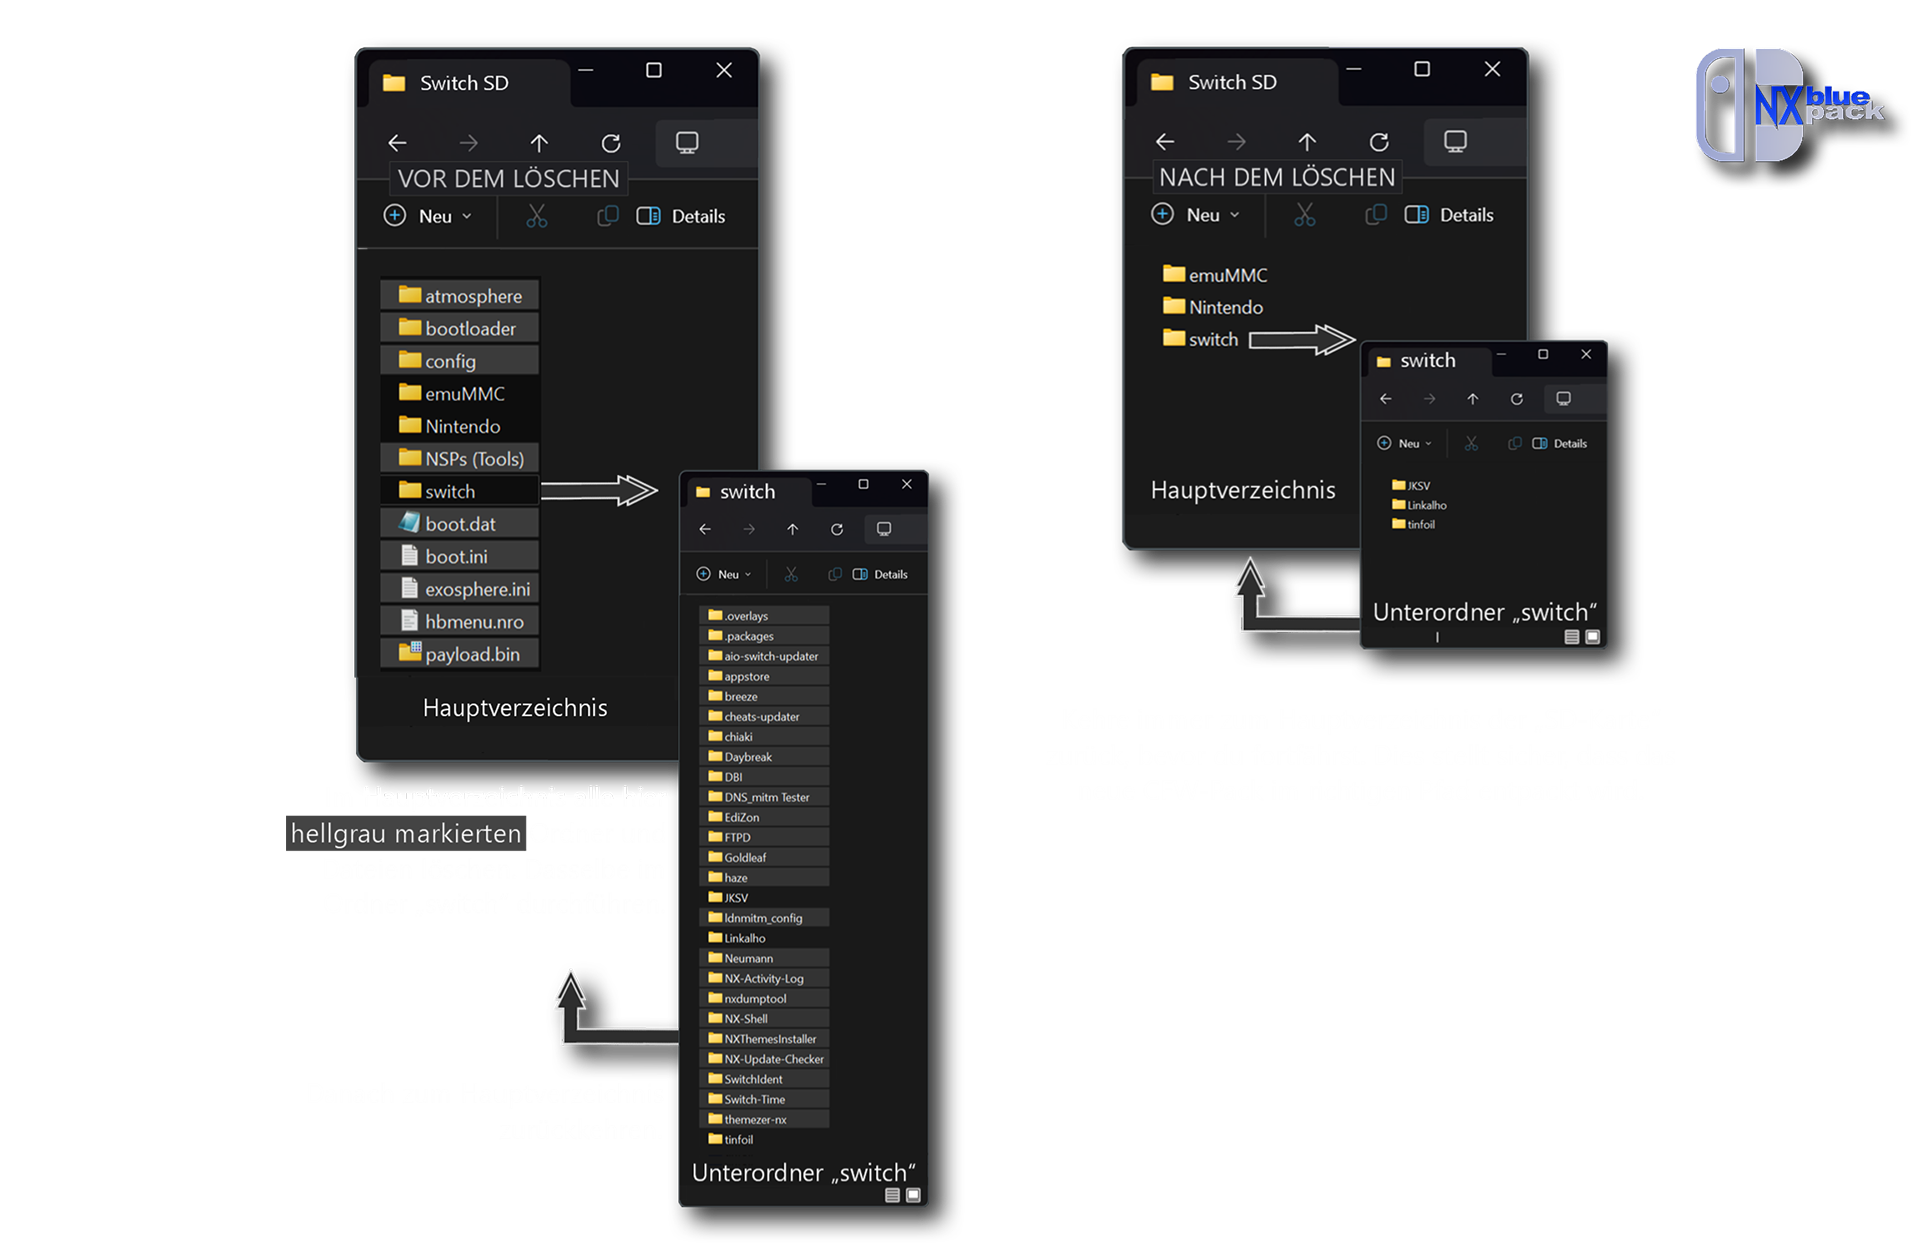 Switch SD
VOR DEM LÖSCHEN
Neu
Details
atmosphere
bootloader
config
emuMMC
Nintendo
NSPs (Tools)
switch
boot.dat
boot.ini
exosphere.ini
hbmenu.nro
payload.bin
Hauptverzeichnis
hellgrau markierten
switch
Neu
Details
.overlays
.packages
aio-switch-updater
appstore
breeze
cheats-updater
chiaki
Daybreak
DBI
DNS_mitm Tester
EdiZon
FTPD
Goldleaf
haze
JKSV
ldnmitm_config
Linkalho
Neumann
NX-Activity-Log
nxdumptool
NX-Shell
NXThemesInstaller
NX-Update-Checker
SwitchIdent
Switch-Time
themezer-nx
tinfoil
Unterordner „switch“
Switch SD
NACH DEM LÖSCHEN
Neu
Details
emuMMC
Nintendo
switch
Hauptverzeichnis
switch
Neu
Details
JKSV
Linkalho
tinfoil
Unterordner „switch“
NX blue
pack